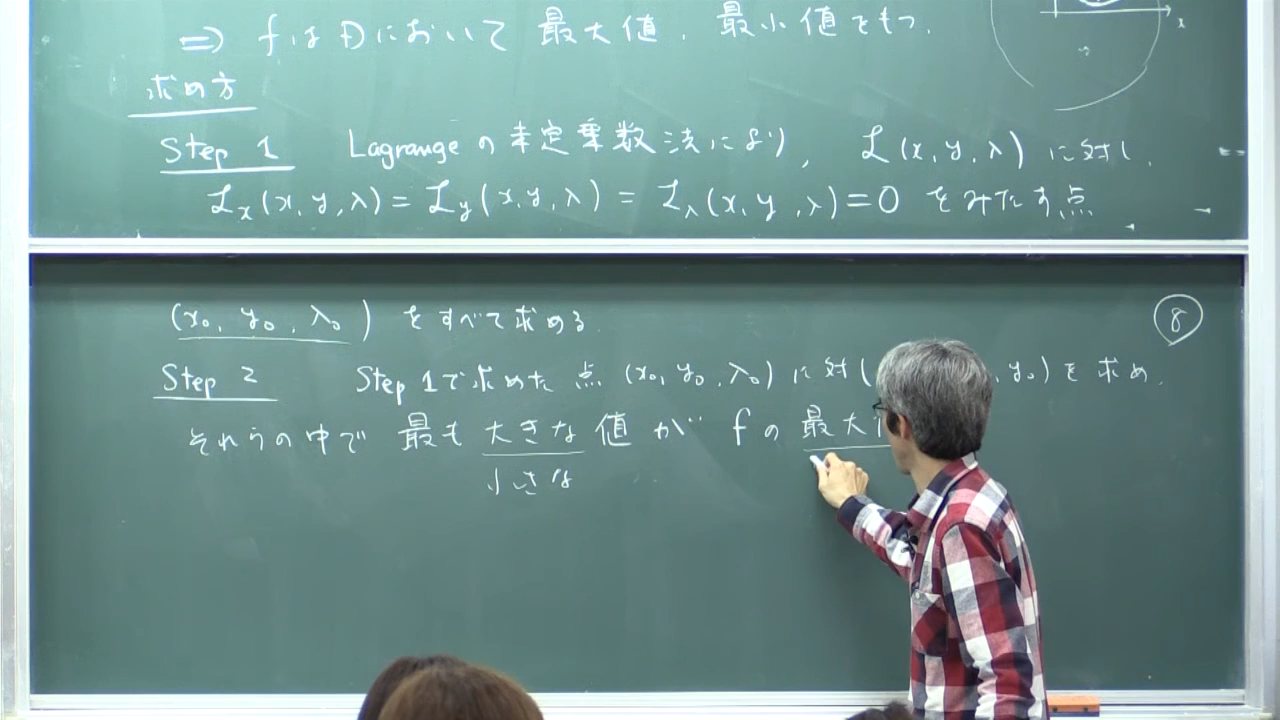 ⇒ f は D において 最大値、最小値をもつ.
x
求め方
Step 1 Lagrange の未定乗数法により, ℒ(x, y, λ) に対し,
ℒx(x, y, λ) = ℒy(x, y, λ) = ℒλ(x, y, λ) = 0 をみたす点
(x0, y0, λ0) をすべて求める.
8
Step 2 Step 1で求めた点 (x0, y0, λ0) に対し , y0) を求め,
それらの中で 最も 大きな 値 が f の 最大
小さな